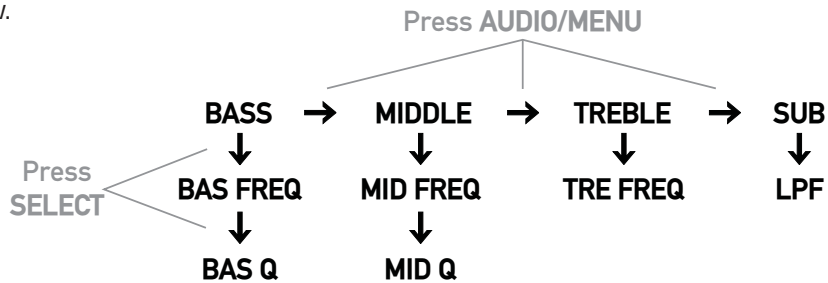 Press AUDIO/MENU
BASS → MIDDLE → TREBLE → SUB
Press
SELECT
BAS FREQ MID FREQ TRE FREQ LPF
BAS Q MID Q